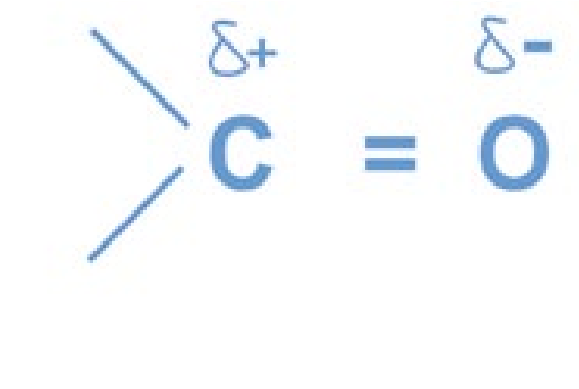 δ+ δ-
C = O